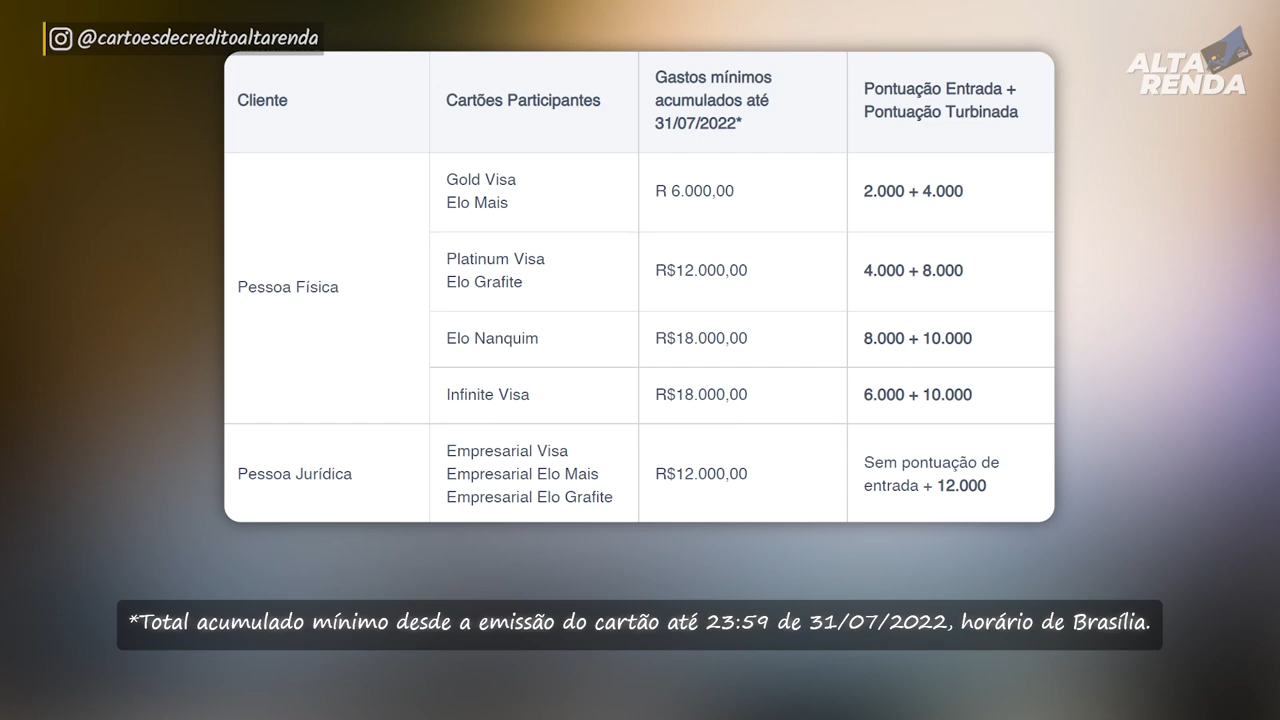 @cartoesdecreditoaltarenda
ALTA
RENDA
Cliente
Cartões Participantes
Gastos mínimos
acumulados até
31/07/2022*
Pontuação Entrada +
Pontuação Turbinada
Pessoa Física
Gold Visa
Elo Mais
R 6.000,00
2.000 + 4.000
Platinum Visa
Elo Grafite
R$12.000,00
4.000 + 8.000
Elo Nanquim
R$18.000,00
8.000 + 10.000
Infinite Visa
R$18.000,00
6.000 + 10.000
Pessoa Jurídica
Empresarial Visa
Empresarial Elo Mais
Empresarial Elo Grafite
R$12.000,00
Sem pontuação de
entrada + 12.000
*Total acumulado mínimo desde a emissão do cartão até 23:59 de 31/07/2022, horário de Brasília.